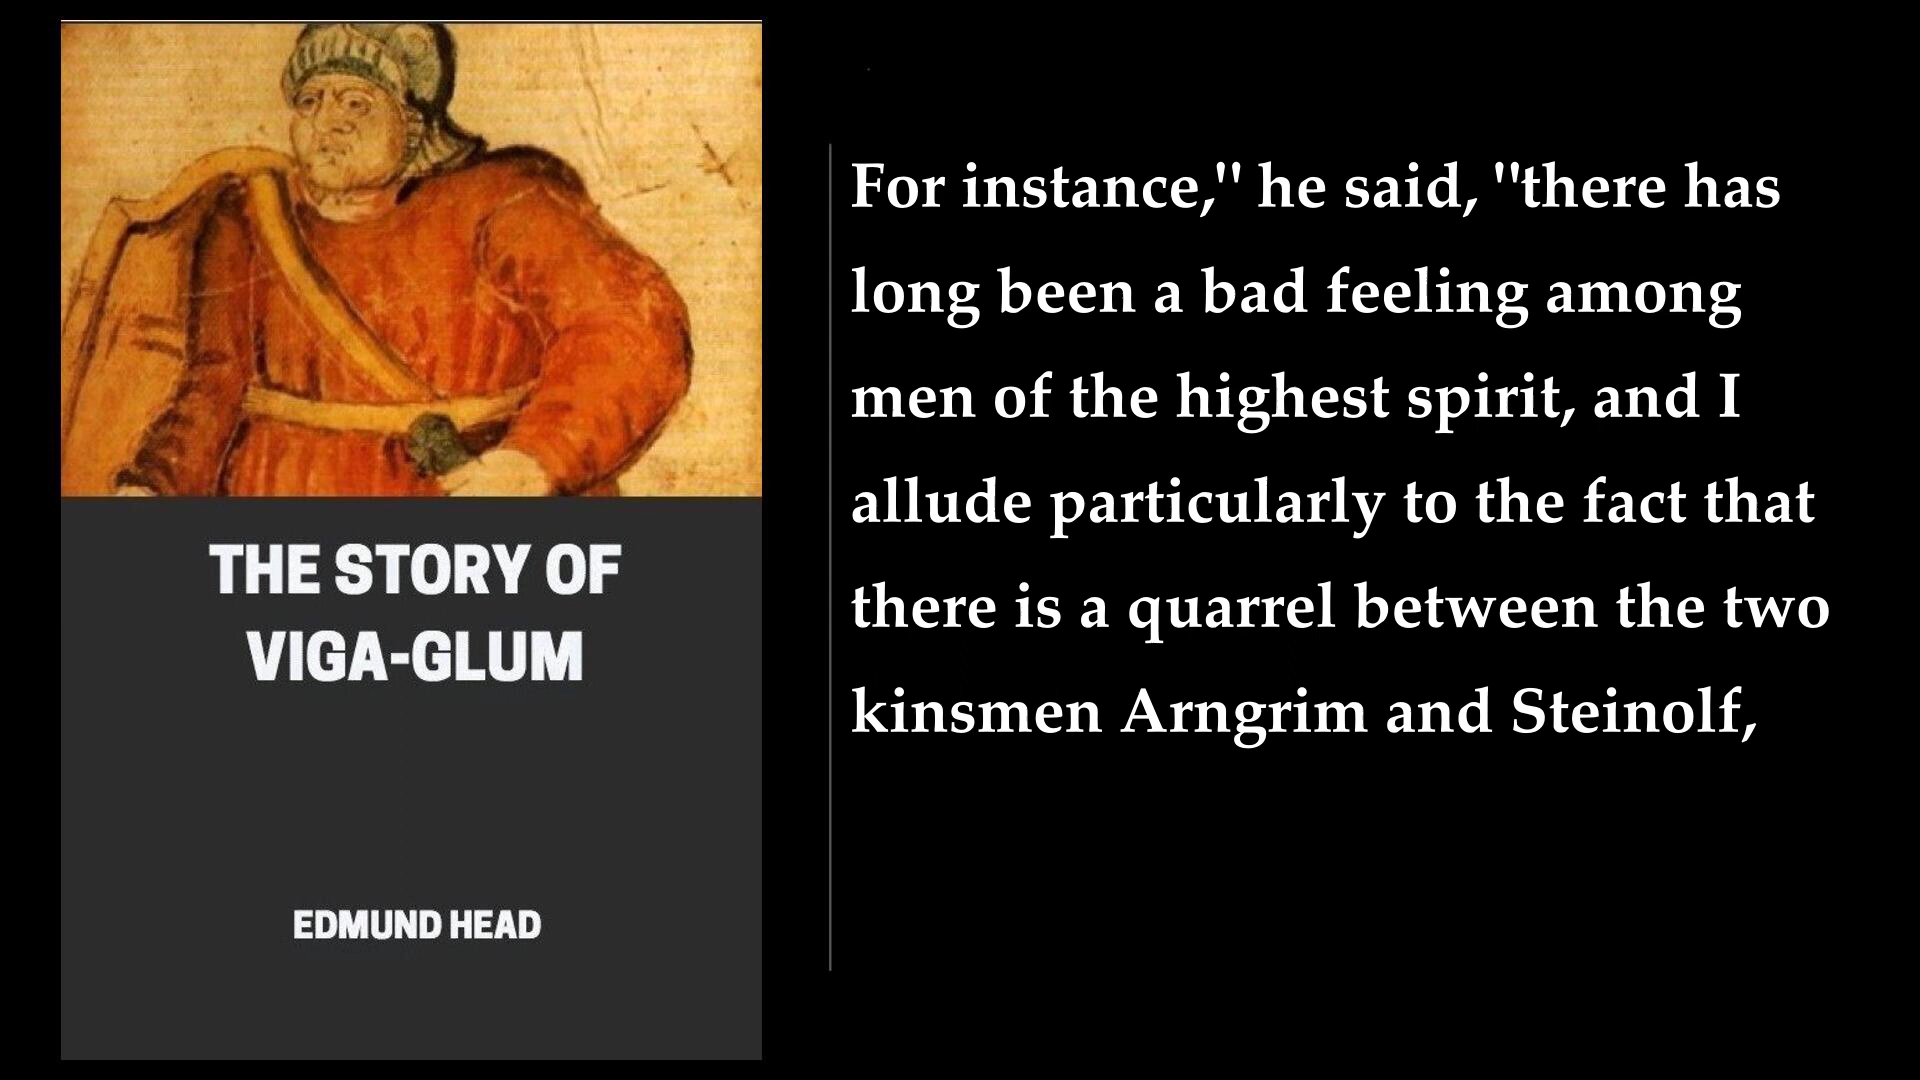 THE STORY OF
VIGA-GLUM
EDMUND HEAD
For instance," he said, "there has
long been a bad feeling among
men of the highest spirit, and I
allude particularly to the fact that
there is a quarrel between the two
kinsmen Arngrim and Steinolf,